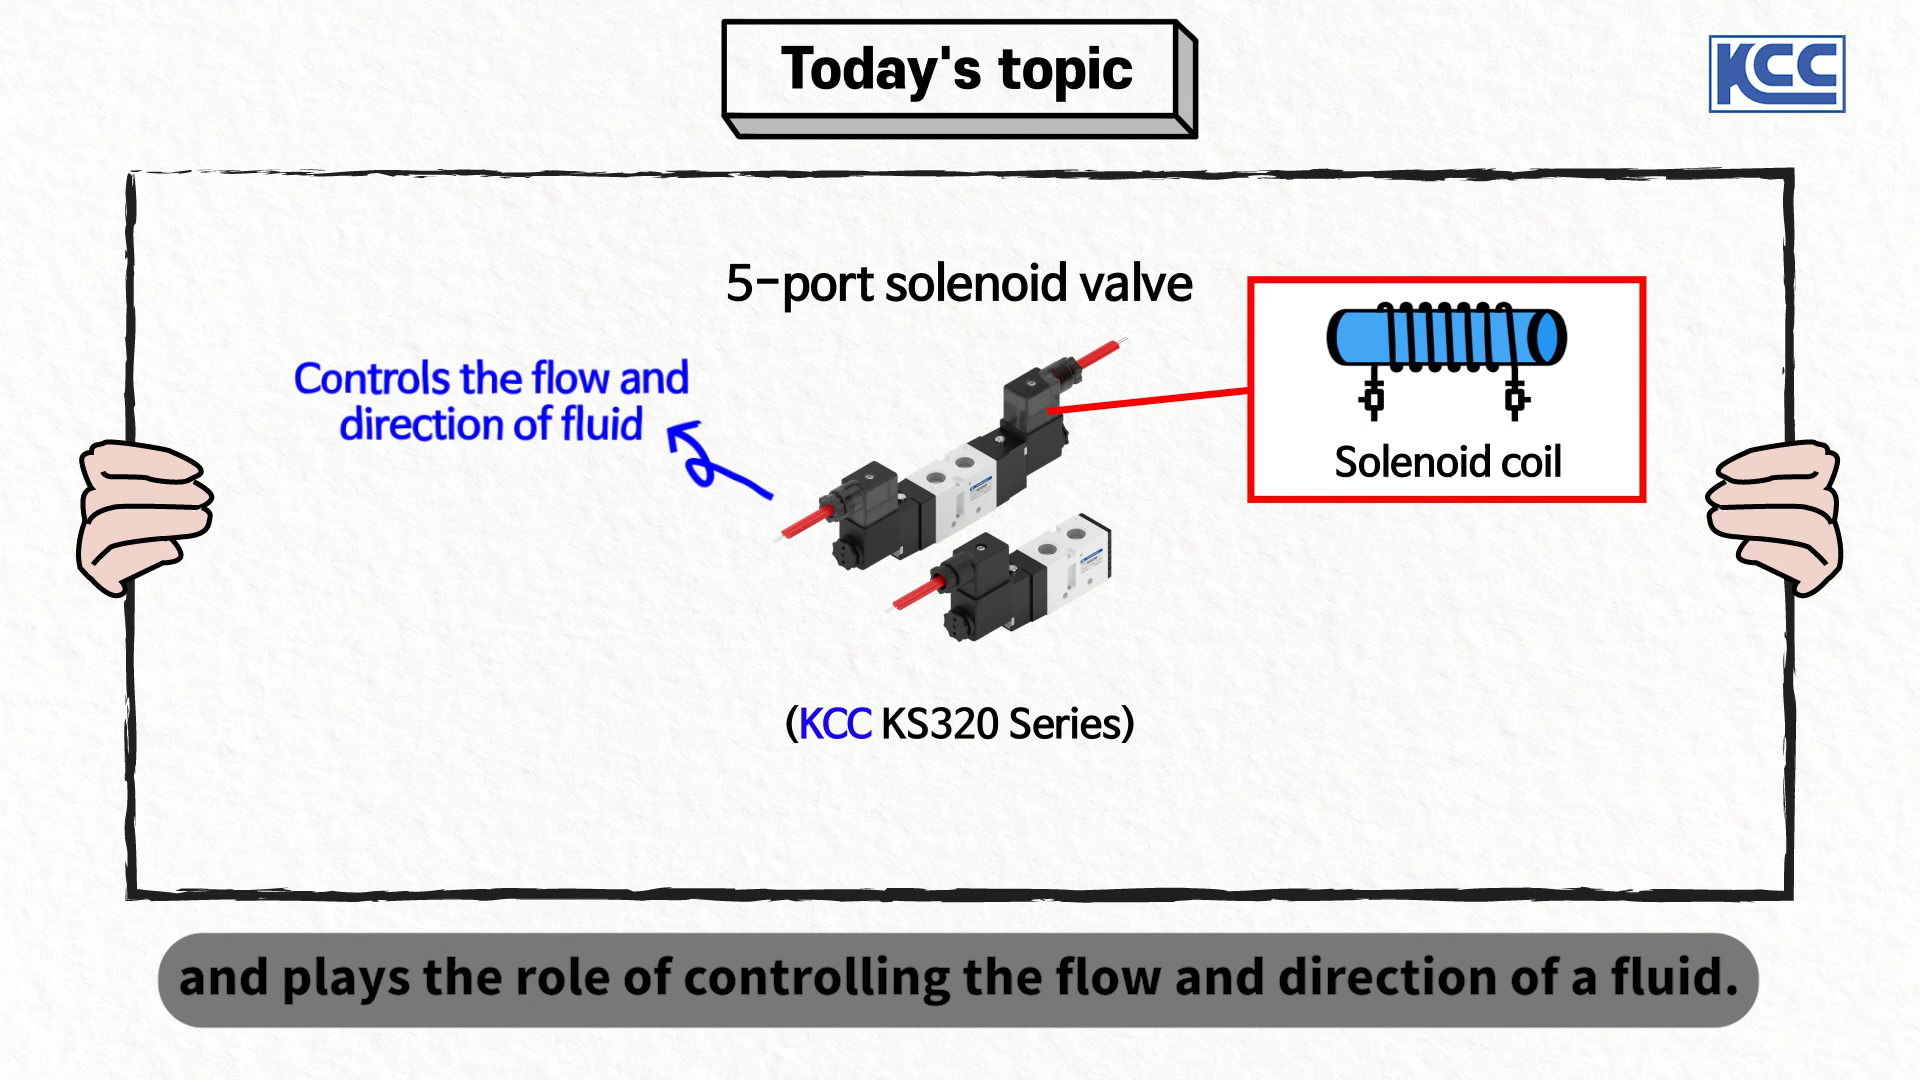 Today's topic
KCC
5-port solenoid valve
Controls the flow and
direction of fluid
Solenoid coil
(KCC KS320 Series)
and plays the role of controlling the flow and direction of a fluid.